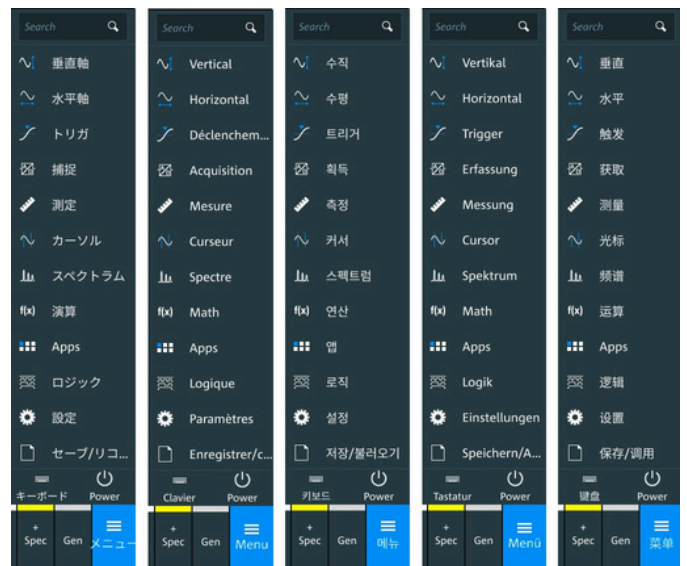 Search
垂直軸
水平軸
トリガ
捕捉
測定
カーソル
スペクトラム
f(x) 演算
Apps
ロジック
設定
セーブ/リコ...
キーボード Power
+
Spec Gen メニュー
Search
Vertical
Horizontal
Déclenchem...
Acquisition
Mesure
Curseur
Spectre
f(x) Math
Apps
Logique
Paramètres
Enregistrer/c...
Clavier Power
+
Spec Gen Menu
Search
수직
수평
트리거
획득
측정
커서
스펙트럼
f(x) 연산
앱
로직
설정
저장/불러오기
키보드 Power
+
Spec Gen 메뉴
Search
Vertikal
Horizontal
Trigger
Erfassung
Messung
Cursor
Spektrum
f(x) Math
Apps
Logik
Einstellungen
Speichern/A...
Tastatur Power
+
Spec Gen Menü
Search
垂直
水平
触发
获取
测量
光标
频谱
f(x) 运算
Apps
逻辑
设置
保存/调用
键盘 Power
+
Spec Gen 菜单